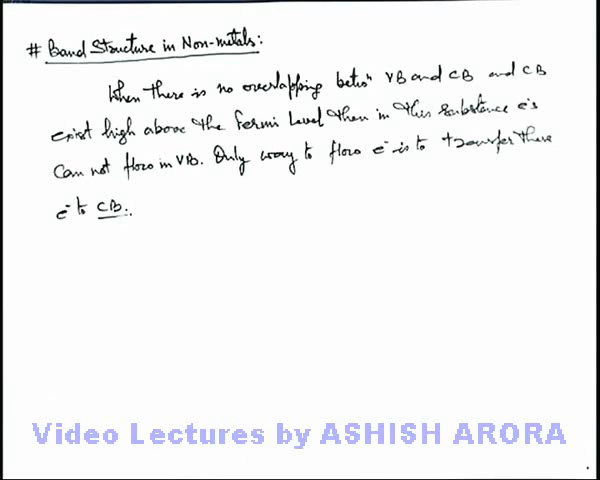 # Band Structure in Non-metals:
When there is no overlapping betwn VB and CB and CB
exist high above the Fermi level then in this substance e⁻s
can not flow in VB. Only way to flow e⁻ is to transfer there
e⁻ to CB.
Video Lectures by ASHISH ARORA